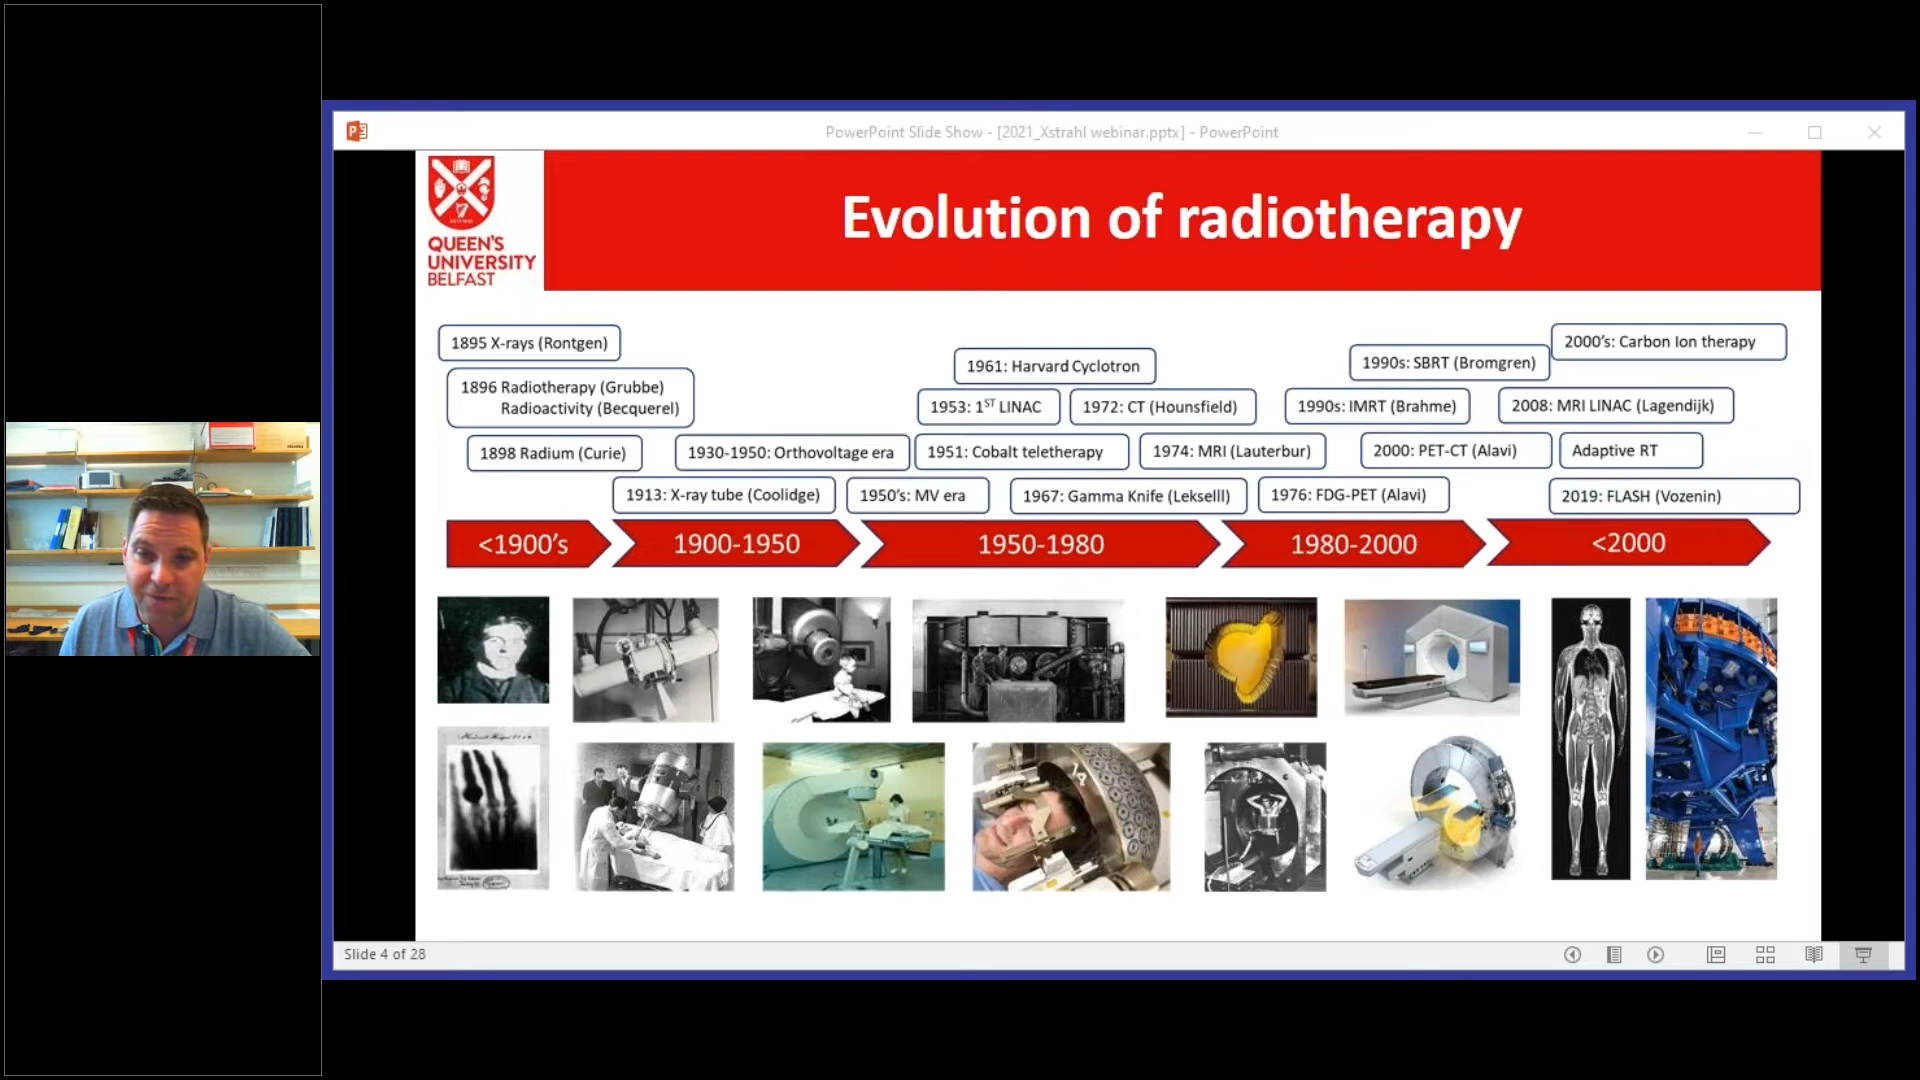 PowerPoint Slide Show - [2021_Xstrahl webinar.pptx] - PowerPoint
QUEEN'S
UNIVERSITY
BELFAST
Evolution of radiotherapy
1895 X-rays (Rontgen)
1896 Radiotherapy (Grubbe)
Radioactivity (Becquerel)
1898 Radium (Curie)
1913: X-ray tube (Coolidge)
1930-1950: Orthovoltage era
1950's: MV era
1961: Harvard Cyclotron
1953: 1ST LINAC
1972: CT (Hounsfield)
1951: Cobalt teletherapy
1974: MRI (Lauterbur)
1967: Gamma Knife (Lekselll)
1976: FDG-PET (Alavi)
1990s: SBRT (Bromgren)
1990s: IMRT (Brahme)
2000: PET-CT (Alavi)
2000's: Carbon Ion therapy
2008: MRI LINAC (Lagendijk)
Adaptive RT
2019: FLASH (Vozenin)
<1900's
1900-1950
1950-1980
1980-2000
<2000
Slide 4 of 28